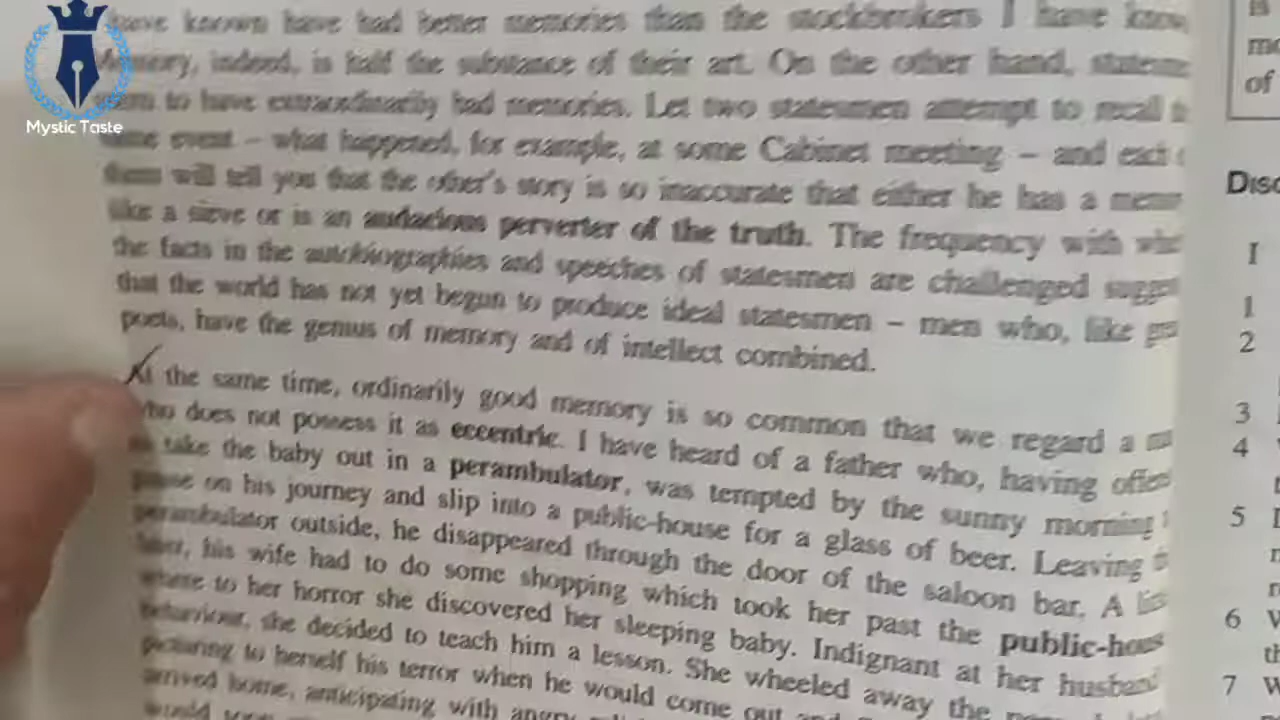 have known have had better memories than the stockbrokers I have
Memory, indeed, is half the substance of their art. On the other hand,
seem to have extraordinarily bad memories. Let two statesmen attempt to recall
same event – what happened, for example, at some Cabinet meeting – and each
them will tell you that the other's story is so inaccurate that either he has a
like a sieve or is an audacious perverter of the truth. The frequency with
the facts in the autobiographies and speeches of statesmen are challenged
that the world has not yet begun to produce ideal statesmen – men who, like
poets, have the genius of memory and of intellect combined.
At the same time, ordinarily good memory is so common that we regard a
who does not possess it as eccentric. I have heard of a father who, having
to take the baby out in a perambulator, was tempted by the sunny morning
pause on his journey and slip into a public-house for a glass of beer. Leaving
perambulator outside, he disappeared through the door of the saloon bar. A
later, his wife had to do some shopping which took her past the public-
where to her horror she discovered her sleeping baby. Indignant at her
behaviour, she decided to teach him a lesson. She wheeled away the
picturing to herself his terror when he would come out and
arrived home, anticipating with angry
would soon
Mystic Taste
is
of
I
1
2
3
4
5
6
7